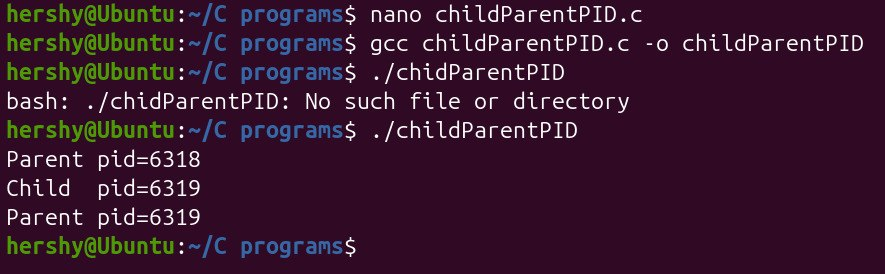 hershy@Ubuntu:~/C programs$ nano childParentPID.c
hershy@Ubuntu:~/C programs$ gcc childParentPID.c -o childParentPID
hershy@Ubuntu:~/C programs$ ./chidParentPID
bash: ./chidParentPID: No such file or directory
hershy@Ubuntu:~/C programs$ ./childParentPID
Parent pid=6318
Child  pid=6319
Parent pid=6319
hershy@Ubuntu:~/C programs$